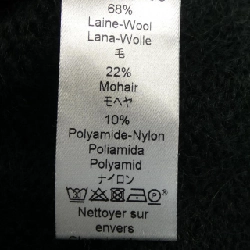 68%
Laine-Wool
Lana-Wolle
毛
22%
Mohair
モヘヤ
10%
Polyamide-Nylon
Poliamida
Polyamid
ナイロン
Nettoyer sur
envers